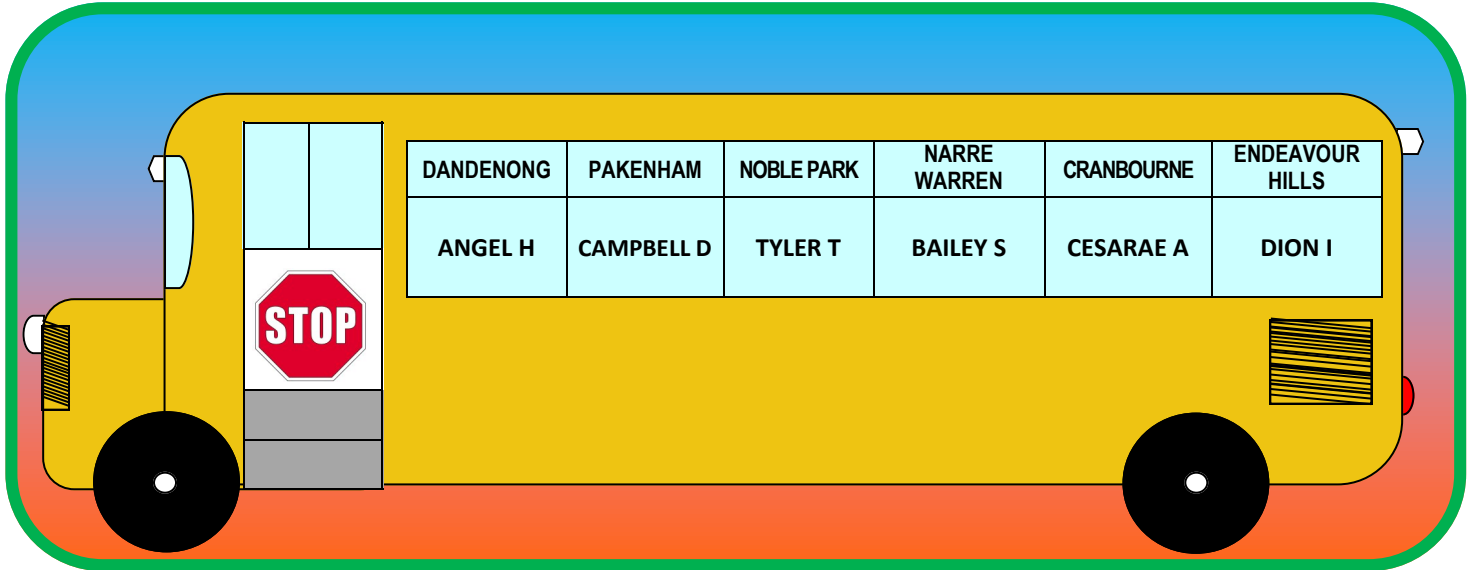 DANDENONG
PAKENHAM
NOBLE PARK
NARRE
WARREN
CRANBOURNE
ENDEAVOUR
HILLS
ANGEL H
CAMPBELL D
TYLER T
BAILEY S
CESARAE A
DION I
STOP